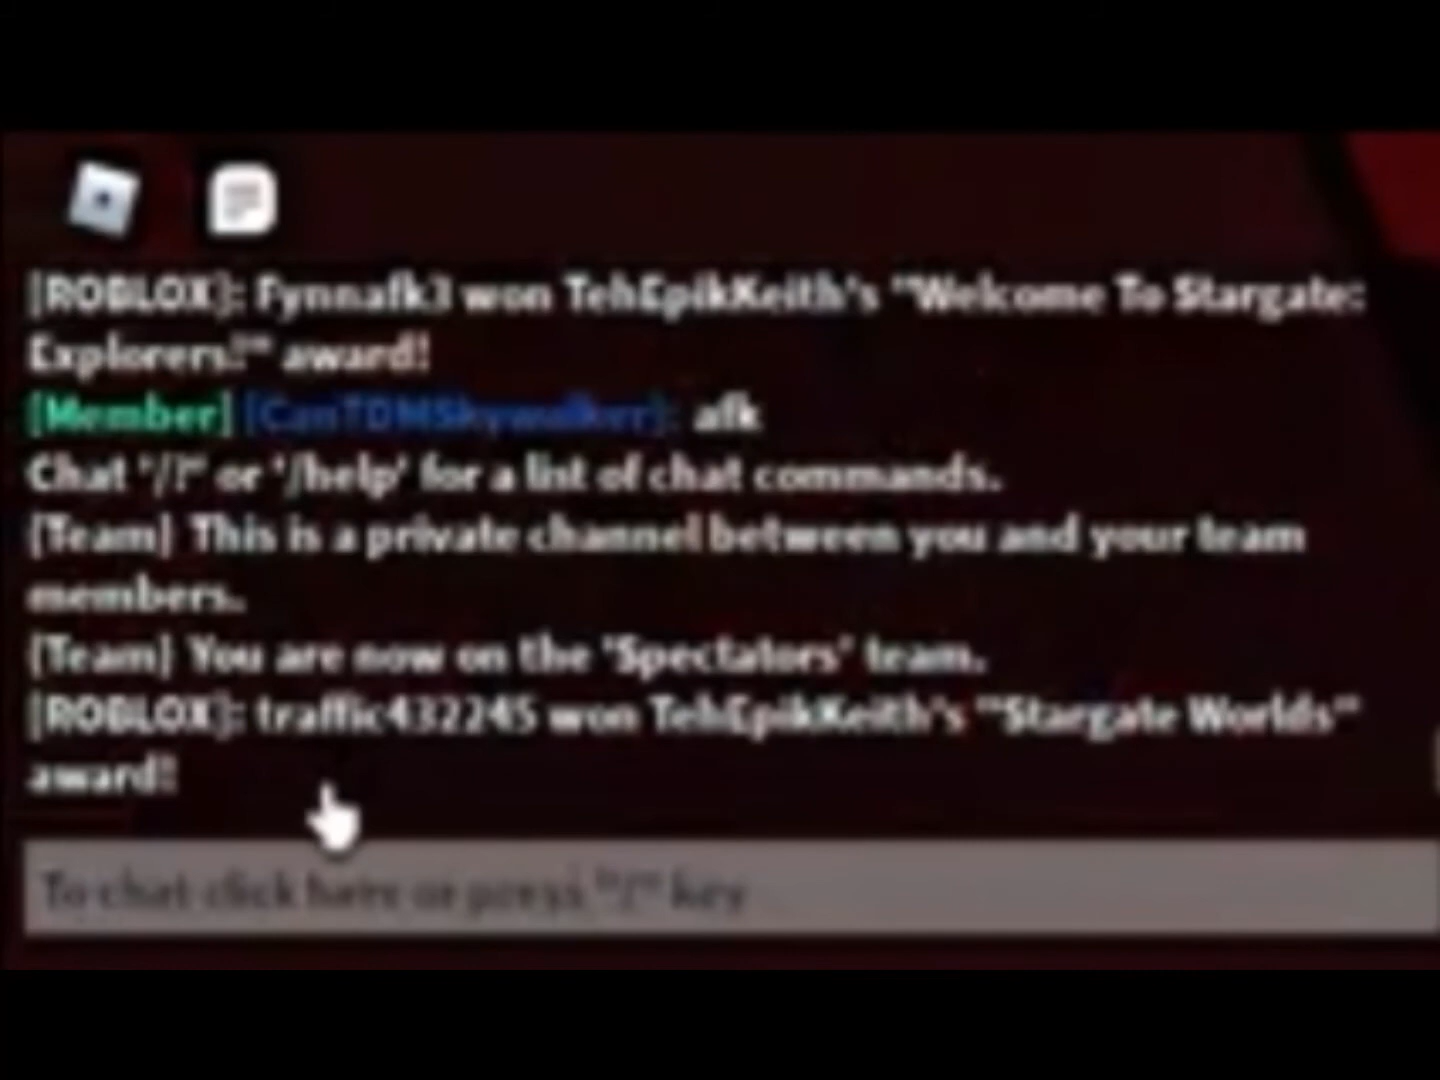 [ROBLOX]: Fynnafk3 won TehEpikKeith's "Welcome To Stargate:
Explorers!" award!
[Member] [CanTDMSkywalker]: afk
Chat '/?' or '/help' for a list of chat commands.
{Team} This is a private channel between you and your team
members.
{Team} You are now on the 'Spectators' team.
[ROBLOX]: traffic432245 won TehEpikKeith's "Stargate Worlds"
award!
To chat click here or press "/" key